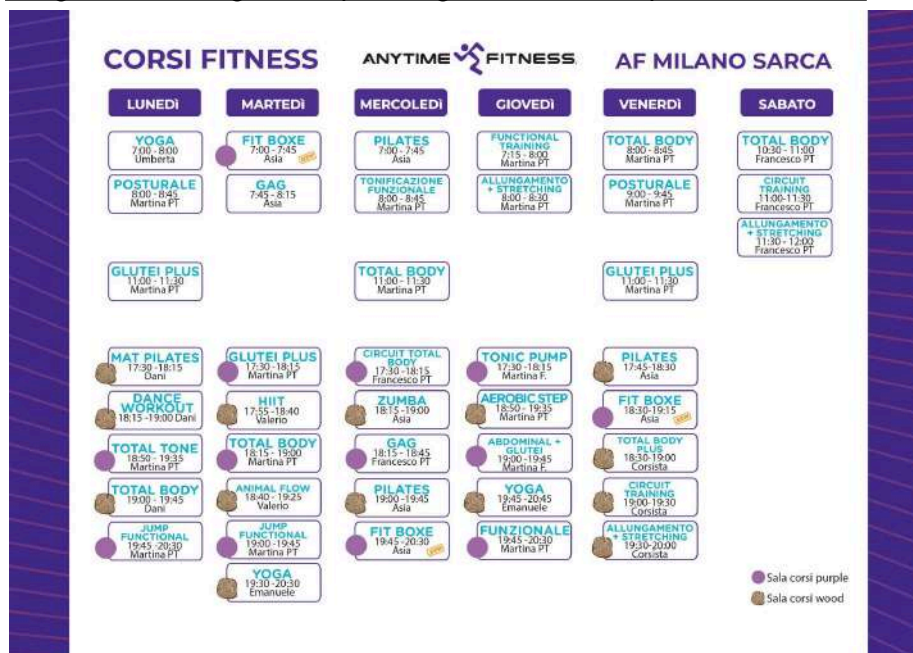 CORSI FITNESS
ANYTIME FITNESS
AF MILANO SARCA
LUNEDÌ
MARTEDÌ
MERCOLEDÌ
GIOVEDÌ
VENERDÌ
SABATO
YOGA
7:00 - 8:00
Umberta
FIT BOXE
7:00 - 7:45
Asia
PILATES
7:00 - 7:45
Asia
FUNCTIONAL
TRAINING
7:15 - 8:00
Martina PT
TOTAL BODY
8:00 - 8:45
Martina PT
TOTAL BODY
10:30 - 11:00
Francesco PT
POSTURALE
8:00 - 8:45
Martina PT
GAG
7:45 - 8:15
Asia
TONIFICAZIONE
FUNZIONALE
8:00 - 8:45
Martina PT
ALLUNGAMENTO
+ STRETCHING
8:00 - 8:30
Martina PT
POSTURALE
9:00 - 9:45
Martina PT
CIRCUIT
TRAINING
11:00-11:30
Francesco PT
ALLUNGAMENTO
+ STRETCHING
11:30 - 12:00
Francesco PT
GLUTEI PLUS
11:00 - 11:30
Martina PT
TOTAL BODY
11:00 - 11:30
Martina PT
GLUTEI PLUS
11:00 - 11:30
Martina PT
MAT PILATES
17:30 -18:15
Dani
GLUTEI PLUS
17:30 -18:15
Martina PT
CIRCUIT TOTAL
BODY
17:30 -18:15
Francesco PT
TONIC PUMP
17:30 -18:15
Martina F.
PILATES
17:45-18:30
Asia
DANCE
WORKOUT
18:15 -19:00 Dani
HIIT
17:55 -18:40
Valerio
ZUMBA
18:15 -19:00
Asia
AEROBIC STEP
18:50 - 19:35
Martina PT
FIT BOXE
18:30-19:15
Asia
TOTAL TONE
18:50 - 19:35
Martina PT
TOTAL BODY
18:15 - 19:00
Martina PT
GAG
18:15 - 18:45
Francesco PT
ABDOMINAL +
GLUTEI
19:00 -19:45
Martina F.
TOTAL BODY
PLUS
18:30-19:00
Corsista
TOTAL BODY
19:00 - 19:45
Dani
ANIMAL FLOW
18:40 - 19:25
Valerio
PILATES
19:00 -19:45
Asia
YOGA
19:45 -20:45
Emanuele
CIRCUIT
TRAINING
19:00-19:30
Corsista
JUMP
FUNCTIONAL
19:45 -20:30
Martina PT
JUMP
FUNCTIONAL
19:00 -19:45
Martina PT
FIT BOXE
19:45 -20:30
Asia
FUNZIONALE
19:45 -20:30
Martina PT
ALLUNGAMENTO
+ STRETCHING
19:30-20:00
Corsista
YOGA
19:30 -20:30
Emanuele
Sala corsi purple
Sala corsi wood